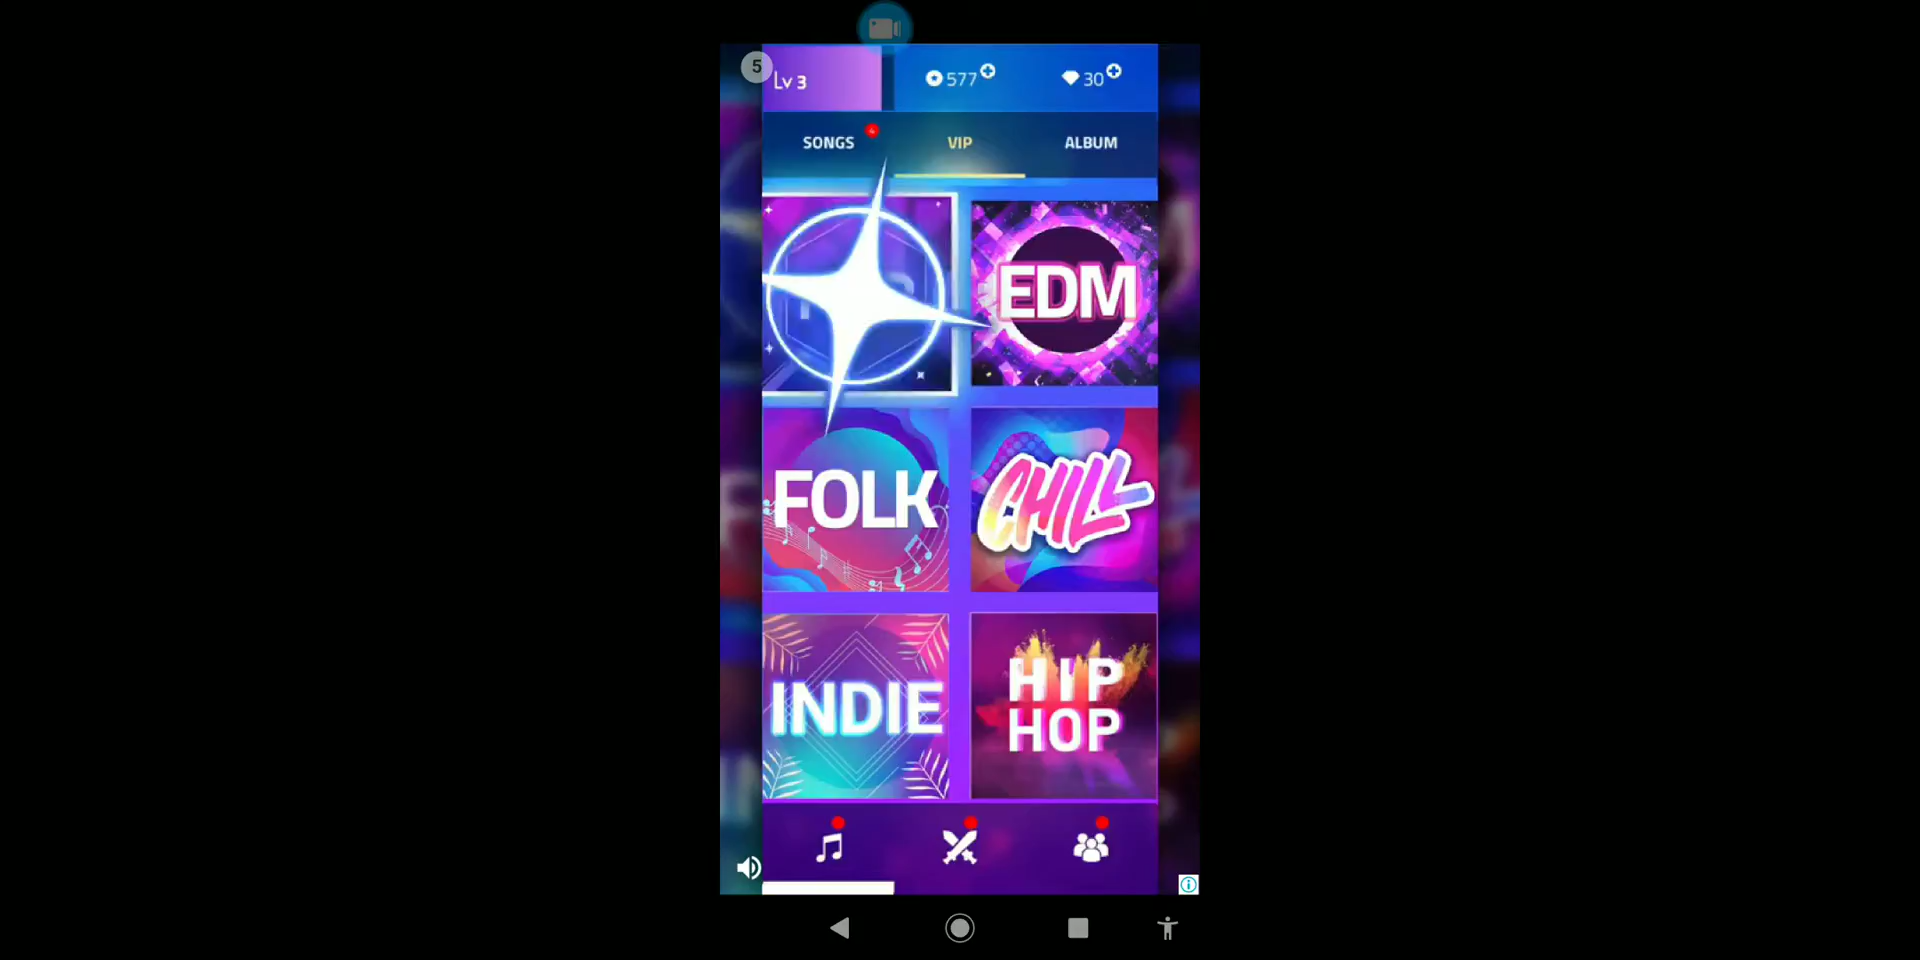 5
Lv 3
577
30
SONGS
VIP
ALBUM
EDM
FOLK
CHILL
INDIE
HIP
HOP